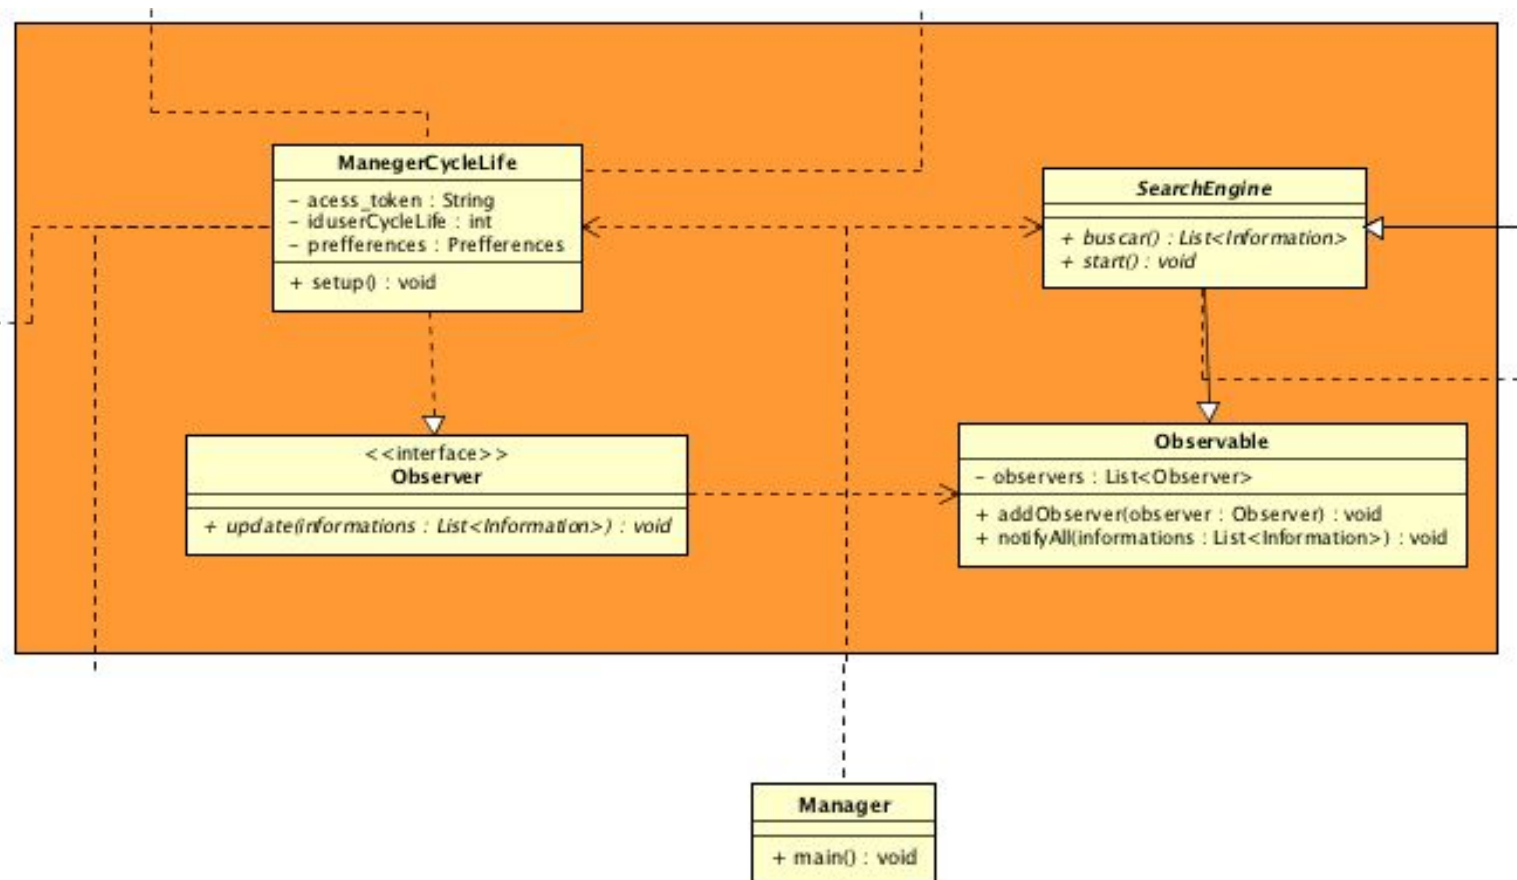 ManegerCycleLife
- acess_token : String
- iduserCycleLife : int
- prefferences : Prefferences
+ setup() : void
SearchEngine
+ buscar() : List<Information>
+ start() : void
<<interface>>
Observer
+ update(informations : List<Information>) : void
Observable
- observers : List<Observer>
+ addObserver(observer : Observer) : void
+ notifyAll(informations : List<Information>) : void
Manager
+ main() : void